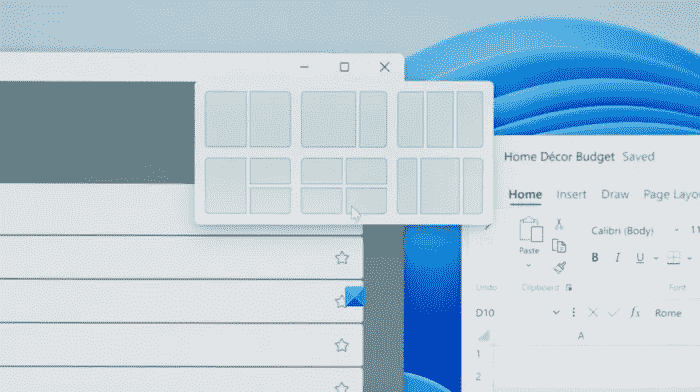 Home Décor Budget Saved
Home Insert Draw Page Layou
Paste
Calibri (Body) 11
B I U
Undo Clipboard Font
D10 fx Rome
A
1
2